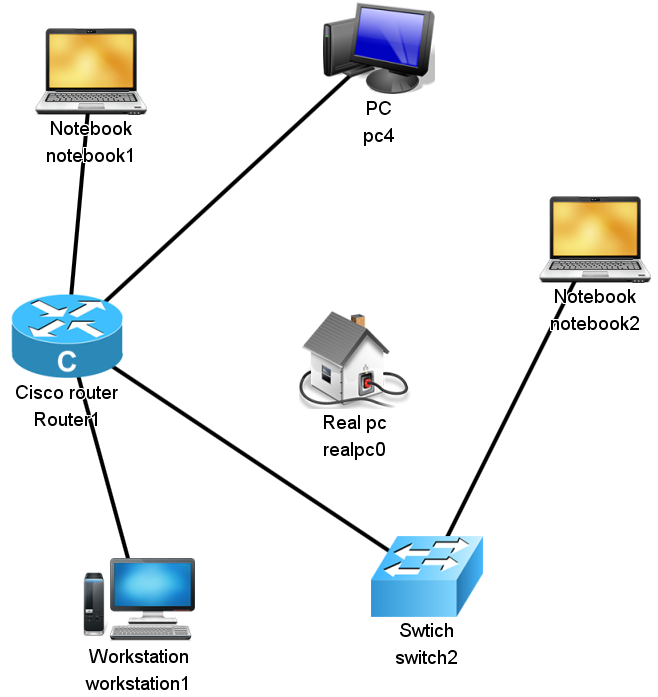 Notebook
notebook1
PC
pc4
Notebook
notebook2
C
Cisco router
Router1
Real pc
realpc0
Swtich
switch2
Workstation
workstation1